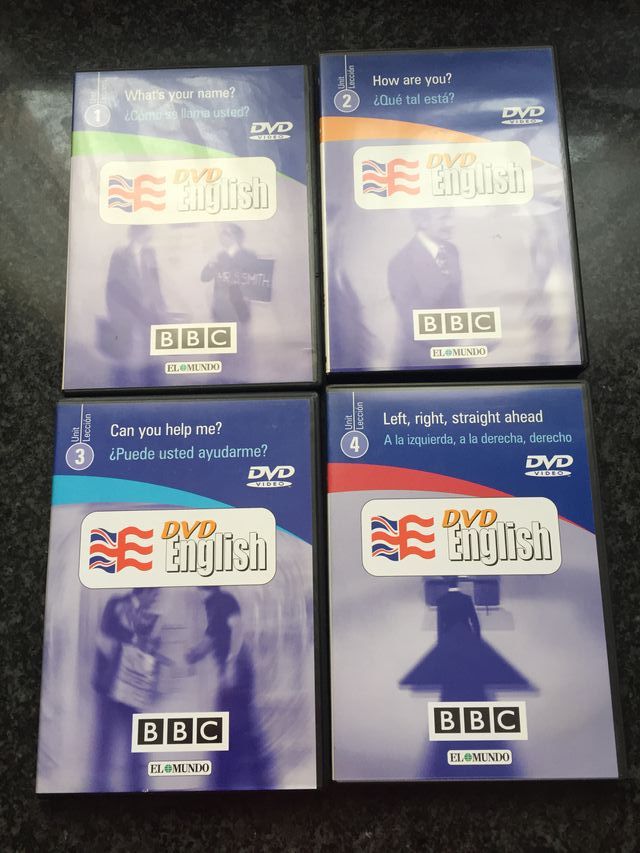 Unit
Lección
1
What's your name?
¿Cómo se llama usted?
DVD
VIDEO
DVD
English
MR. S. SMITH
BBC
EL MUNDO
Unit
Lección
2
How are you?
¿Qué tal está?
DVD
VIDEO
DVD
English
BBC
EL MUNDO
Unit
Lección
3
Can you help me?
¿Puede usted ayudarme?
DVD
VIDEO
DVD
English
BBC
EL MUNDO
Unit
Lección
4
Left, right, straight ahead
A la izquierda, a la derecha, derecho
DVD
VIDEO
DVD
English
BBC
EL MUNDO